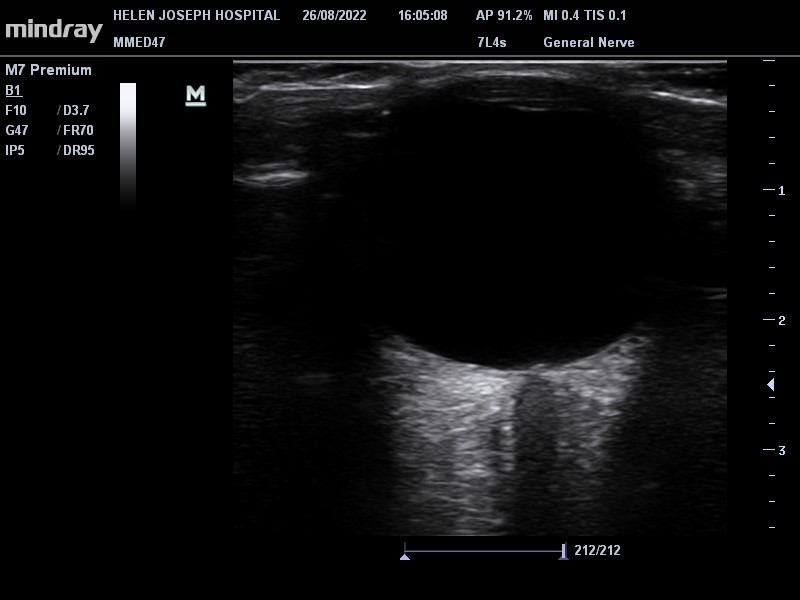 mindray
HELEN JOSEPH HOSPITAL 26/08/2022 16:05:08 AP 91.2% MI 0.4 TIS 0.1
MMED47 7L4s General Nerve
M7 Premium
B1
F10 / D3.7
G47 / FR70
IP5 / DR95
M
1
2
3
212/212